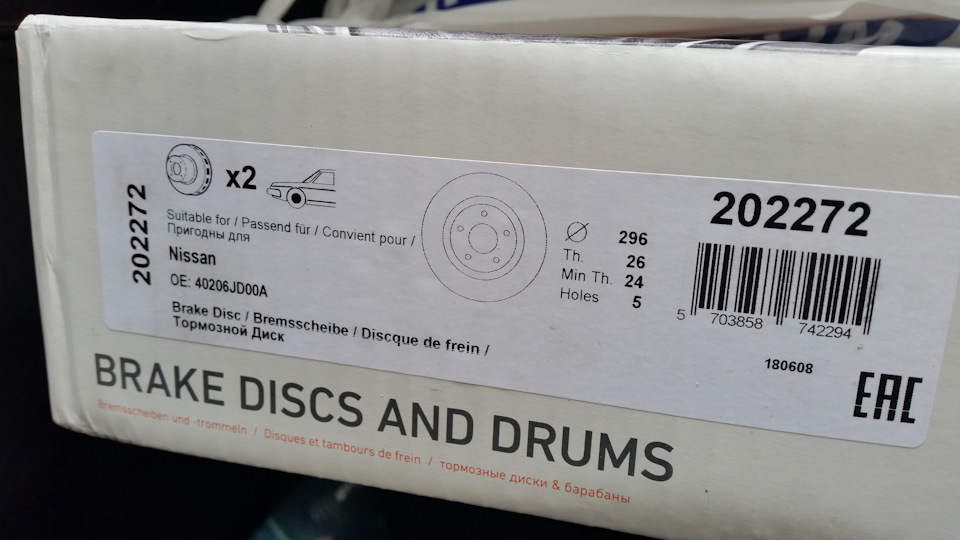 202272
x2
Suitable for / Passend für / Convient pour /
Пригодны для
Nissan
OE: 40206JD00A
Brake Disc / Bremsscheibe / Discque de frein /
Тормозной Диск
Ø 296
Th. 26
Min Th. 24
Holes 5
202272
5 703858 742294
180608
EAC
BRAKE DISCS AND DRUMS
Bremsscheiben und -trommeln / Disques et tambours de frein / тормозные диски & барабаны